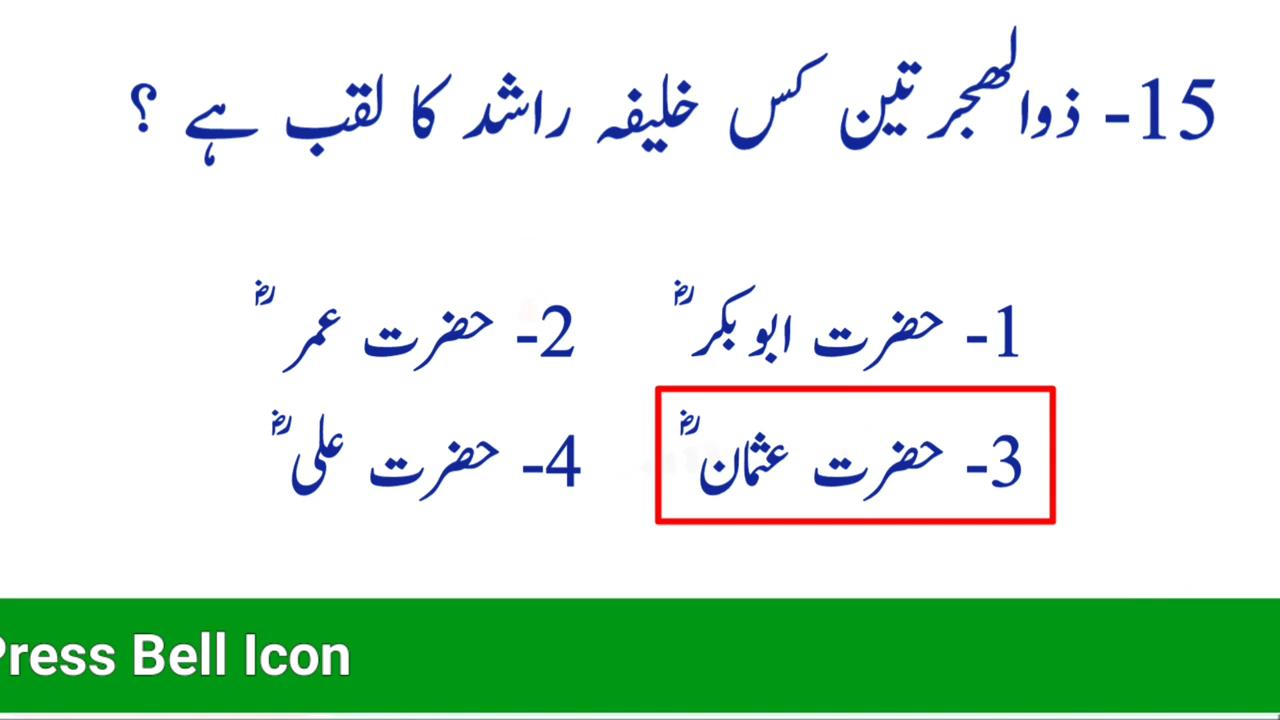 15- ذوالھجرتین کس خلیفہ راشد کا لقب ہے ؟
1- حضرت ابوبکرؓ 2- حضرت عمرؓ
3- حضرت عثمانؓ 4- حضرت علیؓ
Press Bell Icon